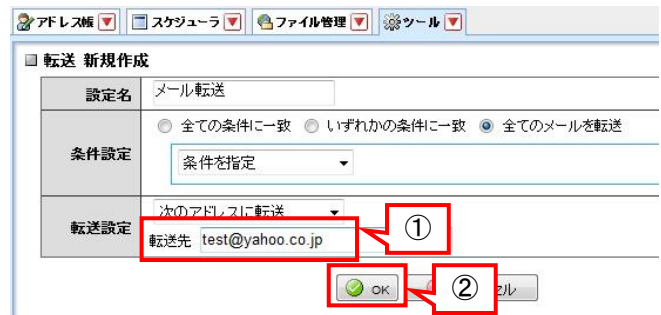 アドレス帳 スケジューラ ファイル管理 ツール
転送 新規作成
設定名 メール転送
条件設定 全ての条件に一致 いずれかの条件に一致 全てのメールを転送
条件を指定
転送設定 次のアドレスに転送
転送先 test@yahoo.co.jp ①
OK ② セル